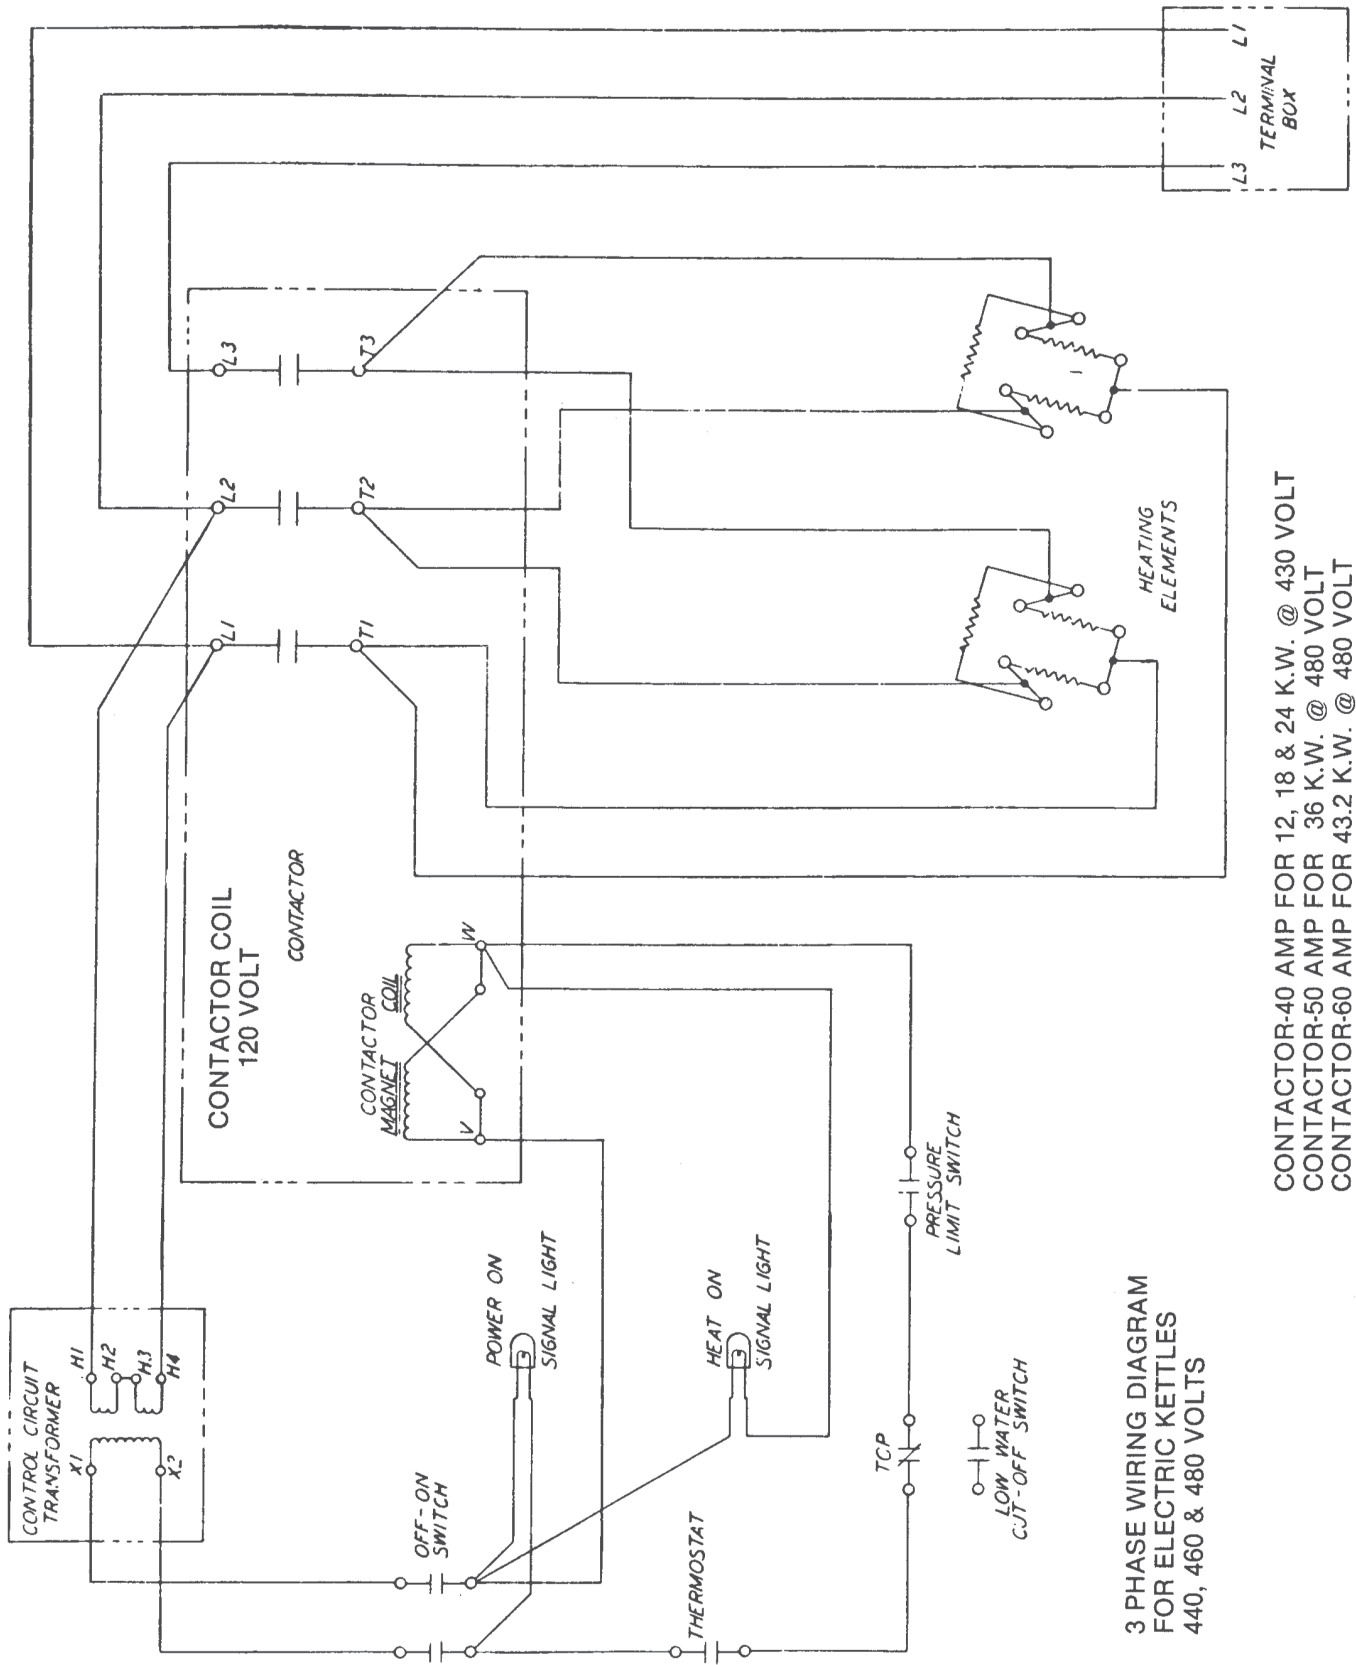 CONTROL CIRCUIT
TRANSFORMER
X1
X2
H1
H2
H3
H4
OFF-ON
SWITCH
POWER ON
SIGNAL LIGHT
HEAT ON
SIGNAL LIGHT
THERMOSTAT
TCP
LOW WATER
CUT-OFF SWITCH
PRESSURE
LIMIT SWITCH
CONTACTOR COIL
120 VOLT
CONTACTOR
CONTACTOR
MAGNET COIL
V
W
L1
L2
L3
T1
T2
T3
HEATING
ELEMENTS
L1
L2
L3
TERMINAL
BOX
3 PHASE WIRING DIAGRAM
FOR ELECTRIC KETTLES
440, 460 & 480 VOLTS
CONTACTOR-40 AMP FOR 12, 18 & 24 K.W. @ 430 VOLT
CONTACTOR-50 AMP FOR 36 K.W. @ 480 VOLT
CONTACTOR-60 AMP FOR 43.2 K.W. @ 480 VOLT